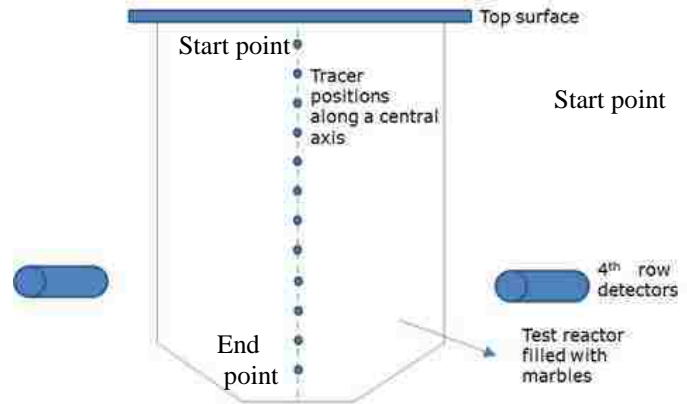 Top surface
Start point
Tracer
positions
along a central
axis
Start point
4th row
detectors
End
point
Test reactor
filled with
marbles